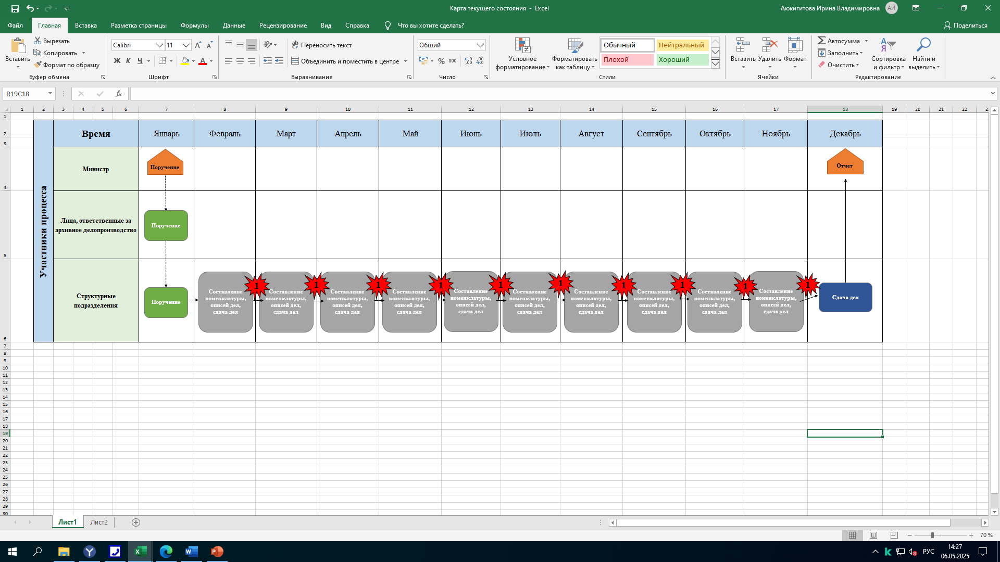 Карта текущего состояния - Excel
Акжигитова Ирина Владимировна
АИ
Файл Главная Вставка Разметка страницы Формулы Данные Рецензирование Вид Справка Что вы хотите сделать? Поделиться
Вставить
Вырезать
Копировать
Формат по образцу
Буфер обмена
Calibri 11
Ж К Ч
Шрифт
Переносить текст
Объединить и поместить в центре
Выравнивание
Общий
% 000
Число
Условное форматирование
Форматировать как таблицу
Обычный Нейтральный
Плохой Хороший
Стили
Вставить Удалить Формат
Ячейки
Автосумма
Заполнить
Очистить
Сортировка и фильтр
Найти и выделить
Редактирование
R19C18
fx
1 2 3 4 5 6 7 8 9 10 11 12 13 14 15 16 17 18 19 20 21 22
Участники процесса
Время Январь Февраль Март Апрель Май Июнь Июль Август Сентябрь Октябрь Ноябрь Декабрь
Министр
Поручение
Отчет
Лица, ответственные за
архивное делопроизводство
Поручение
Структурные
подразделения
Поручение
Составление
номенклатуры,
описей дел,
сдача дел
1
Составление
номенклатуры,
описей дел,
сдача дел
1
Составление
номенклатуры,
описей дел,
сдача дел
1
Составление
номенклатуры,
описей дел,
сдача дел
1
Составление
номенклатуры,
описей дел,
сдача дел
1
Составление
номенклатуры,
описей дел,
сдача дел
1
Составление
номенклатуры,
описей дел,
сдача дел
1
Составление
номенклатуры,
описей дел,
сдача дел
1
Составление
номенклатуры,
описей дел,
сдача дел
1
Составление
номенклатуры,
описей дел,
сдача дел
1
Сдача дел
1
2
3
4
5
6
7
8
9
10
11
12
13
14
15
16
17
18
19
20
21
22
23
24
25
26
27
28
29
30
Лист1 Лист2
70 %
РУС
14:27
06.05.2025